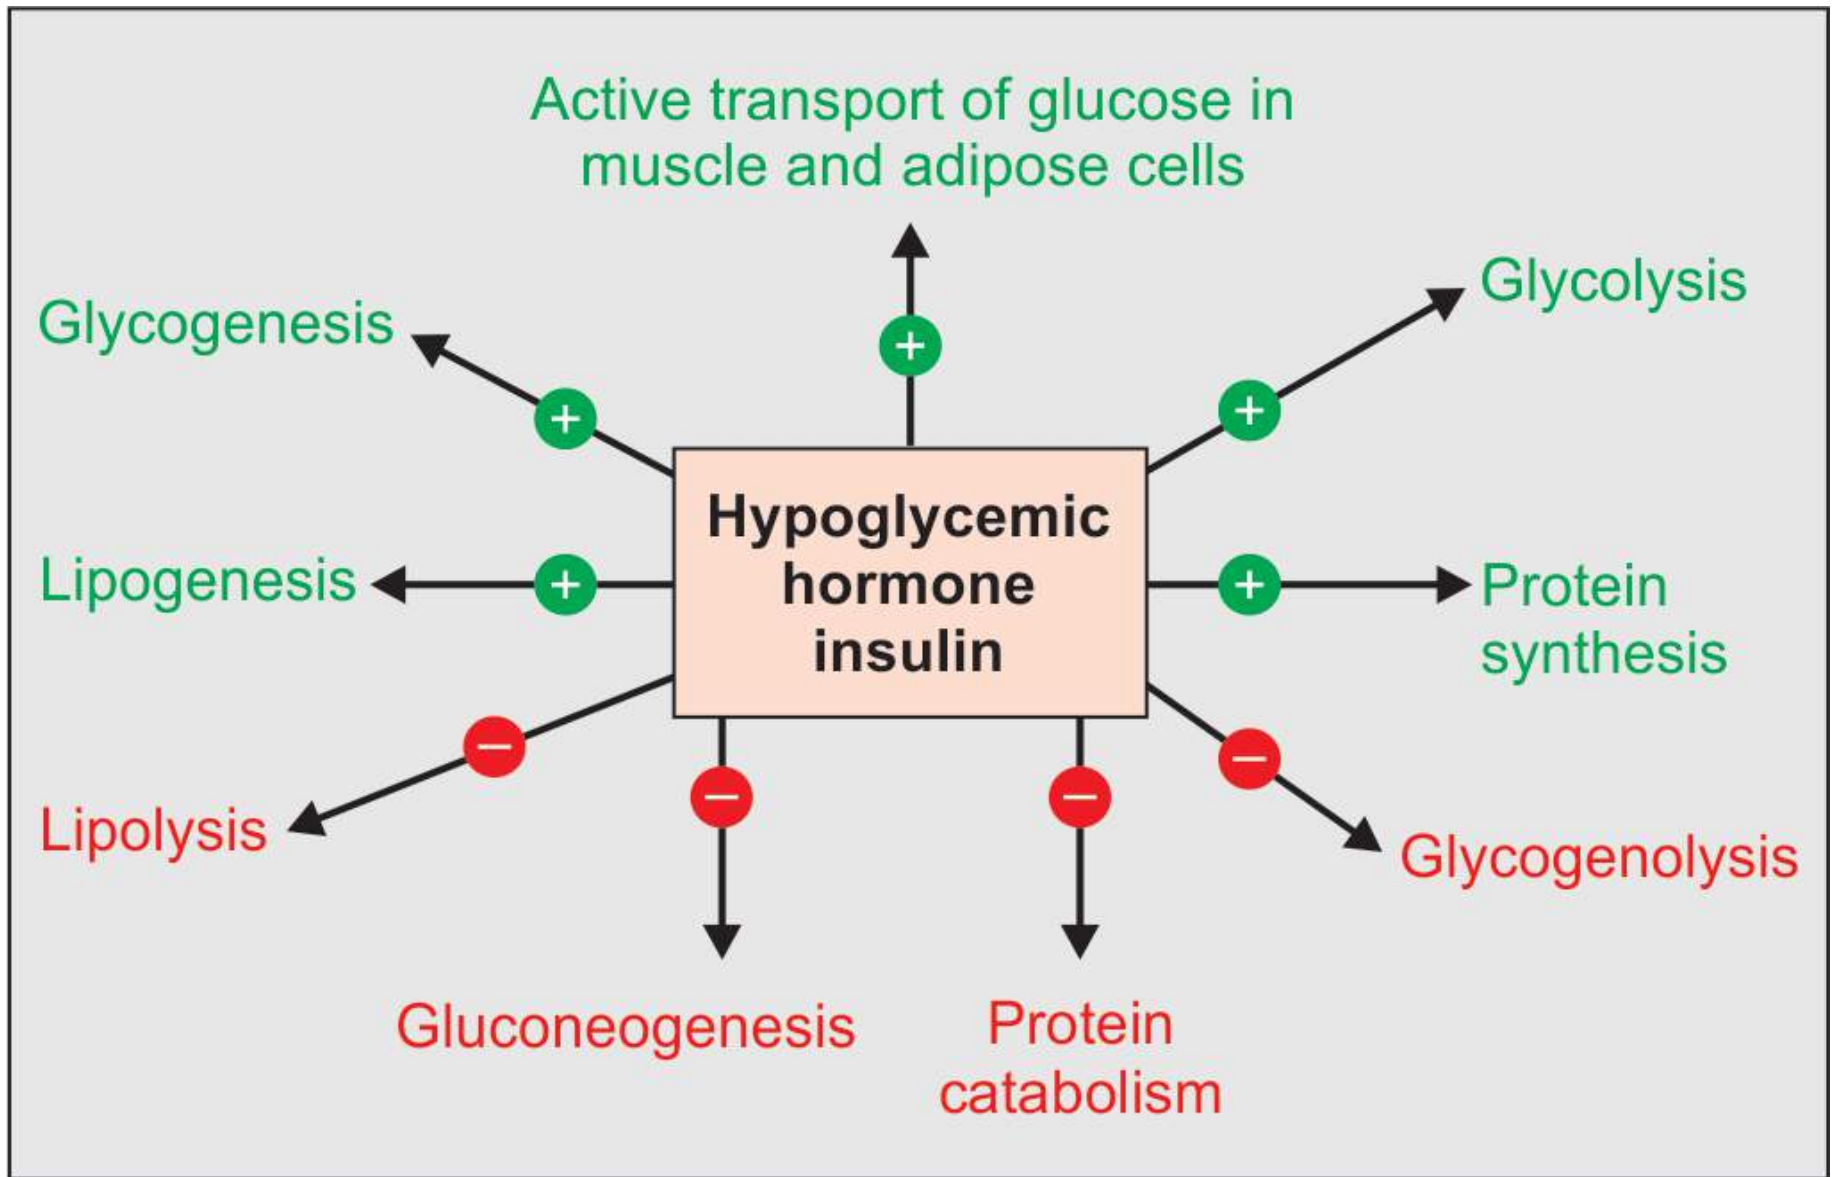 Active transport of glucose in
muscle and adipose cells
Glycolysis
Glycogenesis
+
+
+
Hypoglycemic
hormone
insulin
Lipogenesis
+
+
Protein
synthesis
−
−
−
−
Lipolysis
Glycogenolysis
Gluconeogenesis
Protein
catabolism